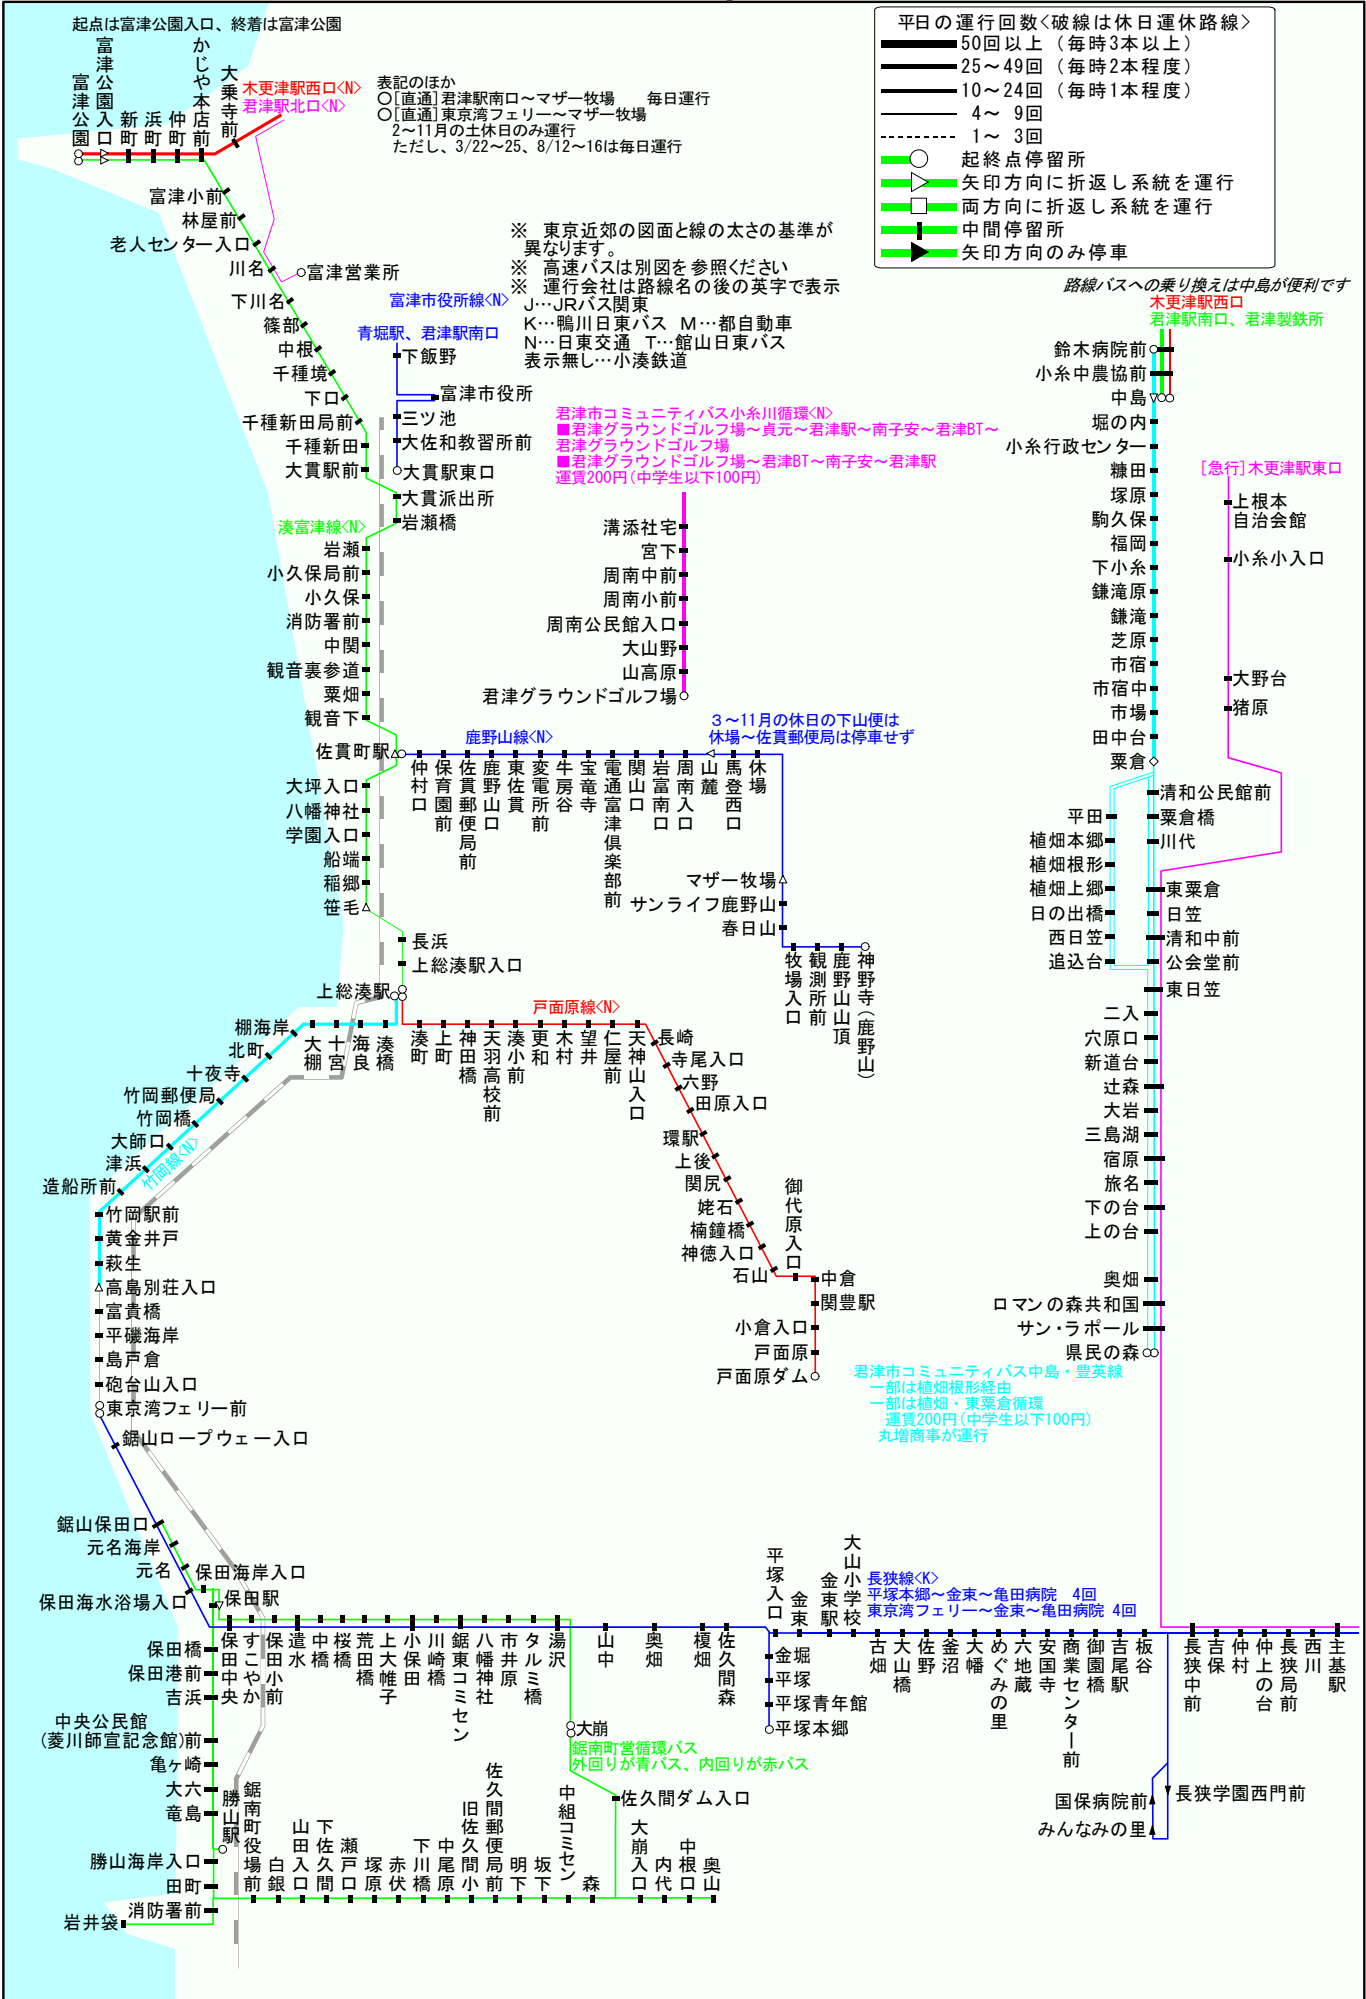 起点は富津公園入口、終着は富津公園
富津公園
富津公園入口
新町
浜町
仲町
かじや本店前
大乗寺前
木更津駅西口<N>
君津駅北口<N>
表記のほか
○[直通]君津駅南口～マザー牧場　毎日運行
○[直通]東京湾フェリー～マザー牧場
2～11月の土休日のみ運行
ただし、3/22～25、8/12～16は毎日運行
平日の運行回数<破線は休日運休路線>
50回以上（毎時3本以上）
25～49回（毎時2本程度）
10～24回（毎時1本程度）
4～ 9回
1～ 3回
起終点停留所
矢印方向に折返し系統を運行
両方向に折返し系統を運行
中間停留所
矢印方向のみ停車
富津小前
林屋前
老人センター入口
川名
富津営業所
下川名
篠部
中根
千種境
下口
千種新田局前
千種新田
大貫駅前
※　東京近郊の図面と線の太さの基準が
異なります。
※　高速バスは別図を参照ください
※　運行会社は路線名の後の英字で表示
J…JRバス関東
K…鴨川日東バス　M…都自動車
N…日東交通　T…館山日東バス
表示無し…小湊鉄道
富津市役所線<N>
青堀駅、君津駅南口
下飯野
富津市役所
三ツ池
大佐和教習所前
大貫駅東口
大貫派出所
岩瀬橋
湊富津線<N>
岩瀬
小久保局前
小久保
消防署前
中関
観音裏参道
粟畑
観音下
佐貫町駅
大坪入口
八幡神社
学園入口
船端
稲郷
笹毛
長浜
上総湊駅入口
上総湊駅
君津市コミュニティバス小糸川循環<N>
■君津グラウンドゴルフ場～貞元～君津駅～南子安～君津BT～
君津グラウンドゴルフ場
■君津グラウンドゴルフ場～君津BT～南子安～君津駅
運賃200円(中学生以下100円)
溝添社宅
宮下
周南中前
周南小前
周南公民館入口
大山野
山高原
君津グラウンドゴルフ場
鹿野山線<N>
3～11月の休日の下山便は
休場～佐貫郵便局は停車せず
仲村口
保育園前
佐貫郵便局前
鹿野山口
東佐貫
変電所前
牛房谷
宝竜寺
電通富津倶楽部前
関山口
岩富南口
周南入口
山麓
馬登西口
休場
マザー牧場
サンライフ鹿野山
春日山
牧場入口
観測所前
鹿野山山頂
神野寺(鹿野山)
路線バスへの乗り換えは中島が便利です
木更津駅西口
君津駅南口、君津製鉄所
鈴木病院前
小糸中農協前
中島
堀の内
小糸行政センター
糠田
塚原
駒久保
福岡
下小糸
鎌滝原
鎌滝
芝原
市宿
市宿中
市場
田中台
粟倉
[急行]木更津駅東口
上根本
自治会館
小糸小入口
大野台
猪原
清和公民館前
粟倉橋
川代
平田
植畑本郷
植畑根形
植畑上郷
日の出橋
西日笠
追込台
東粟倉
日笠
清和中前
公会堂前
東日笠
二入
穴原口
新道台
辻森
大岩
三島湖
宿原
旅名
下の台
上の台
奥畑
ロマンの森共和国
サン・ラポール
県民の森
君津市コミュニティバス中島・豊英線
一部は植畑根形経由
一部は植畑・東粟倉循環
運賃200円(中学生以下100円)
丸増商事が運行
戸面原線<N>
湊町
上町
神田橋
天羽高校前
湊小前
更和
木村
望井
仁屋前
天神山入口
長崎
寺尾入口
六野
田原入口
環駅
上後
関尻
姥石
楠鐘橋
神徳入口
石山
御代原入口
中倉
関豊駅
小倉入口
戸面原
戸面原ダム
湊橋
海良
十宮
大棚
棚海岸
北町
十夜寺
竹岡郵便局
竹岡橋
大師口
津浜
造船所前
竹岡線<N>
竹岡駅前
黄金井戸
萩生
高島別荘入口
富貴橋
平磯海岸
島戸倉
砲台山入口
東京湾フェリー前
鋸山ロープウェー入口
鋸山保田口
元名海岸
元名
保田海岸入口
保田海水浴場入口
保田駅
保田橋
保田港前
吉浜
中央公民館
(菱川師宣記念館)前
亀ヶ崎
大六
竜島
勝山駅
勝山海岸入口
田町
消防署前
岩井袋
保田中央
すこやか
保田小前
遣水
中橋
桜橋
荒田橋
上大帷子
小保田
川崎橋
鋸東コミセン
八幡神社
市井原
タルミ橋
湯沢
山中
奥畑
榎畑
佐久間森
大崩
鋸南町営循環バス
外回りが青バス、内回りが赤バス
佐久間ダム入口
鋸南町役場前
白銀
山田入口
下佐久間
瀬戸口
塚原
赤伏
下川橋
中尾原
旧佐久間小
佐久間郵便局前
明下
坂下
中組コミセン
森
大崩入口
内代
中根口
奥山
平塚入口
金束
金束駅
大山小学校
長狭線<K>
平塚本郷～金束～亀田病院　4回
東京湾フェリー～金束～亀田病院 4回
金堀
平塚
平塚青年館
平塚本郷
古畑
大山橋
佐野
釜沼
大幡
めぐみの里
六地蔵
安国寺
商業センター前
御園橋
吉尾駅
板谷
長狭中前
吉保
仲村
仲上の台
長狭局前
西川
主基駅
国保病院前
みんなみの里
長狭学園西門前